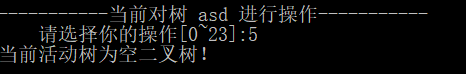 -----------当前对树 asd 进行操作-----------
请选择你的操作[0~23]:5
当前活动树为空二叉树！